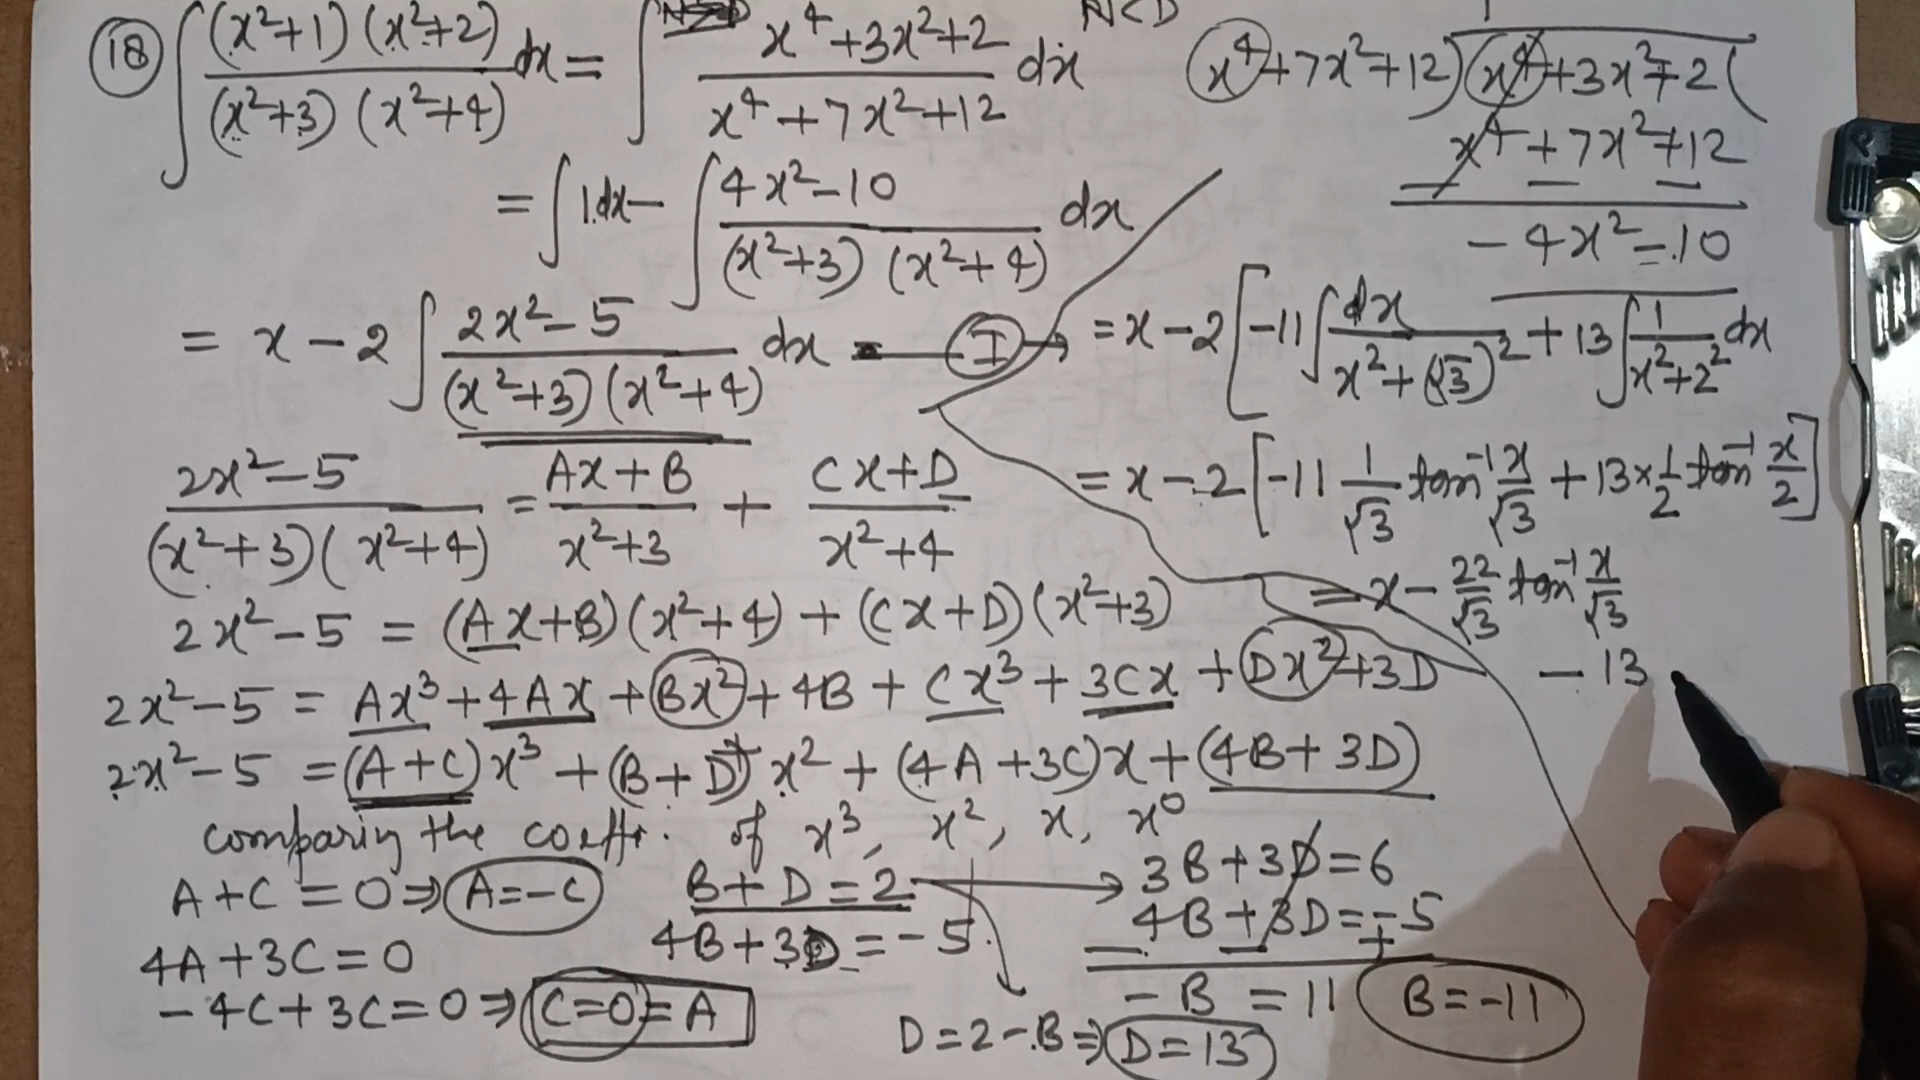 (18) ∫ (x²+1)(x²+2) / (x²+3)(x²+4) dx = ∫ x⁴+3x²+2 / x⁴+7x²+12 dx
N<D
= ∫1.dx − ∫ 4x²−10 / (x²+3)(x²+4) dx
= x − 2 ∫ 2x²−5 / (x²+3)(x²+4) dx — I
2x²−5 / (x²+3)(x²+4) = Ax+B / x²+3 + Cx+D / x²+4
2x²−5 = (Ax+B)(x²+4) + (Cx+D)(x²+3)
2x²−5 = Ax³+4Ax+Bx²+4B+Cx³+3Cx+Dx²+3D
2x²−5 = (A+C)x³+(B+D)x²+(4A+3C)x+(4B+3D)
comparing the coeffs. of x³, x², x, x⁰
A+C=0⇒ A=−C
4A+3C=0
−4C+3C=0⇒ C=0=A
B+D=2
4B+3D=−5.
D=2−B⇒ D=13
3B+3D=6
4B+3D=−5
− − +
−B = 11 B=−11
1
x⁴+7x²+12)x⁴+3x²+2(
x⁴+7x²+12
− − −
−4x²−10
→ = x−2[−11∫ dx / x²+(√3)² + 13∫ 1 / x²+2² dx
= x−2[−11 1/√3 tan⁻¹ x/√3 + 13×1/2 tan⁻¹ x/2]
= x− 22/√3 tan⁻¹ x/√3
− 13